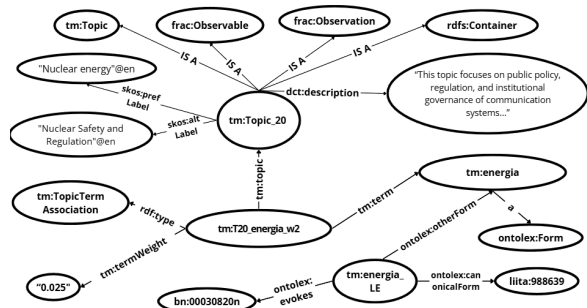 tm:Topic
frac:Observable
frac:Observation
rdfs:Container
IS A
IS A
IS A
IS A
"Nuclear energy"@en
skos:pref
Label
dct:description
"This topic focuses on public policy,
regulation, and institutional
governance of communication
systems..."
tm:Topic_20
skos:alt
Label
"Nuclear Safety and
Regulation"@en
tm:topic
tm:energia
tm:TopicTerm
Association
rdf:type
tm:term
tm:T20_energia_w2
ontolex:otherForm
a
ontolex:Form
tm:termWeight
"0.025"
bn:00030820n
ontolex:
evokes
tm:energia_
LE
ontolex:can
onicalForm
liita:988639